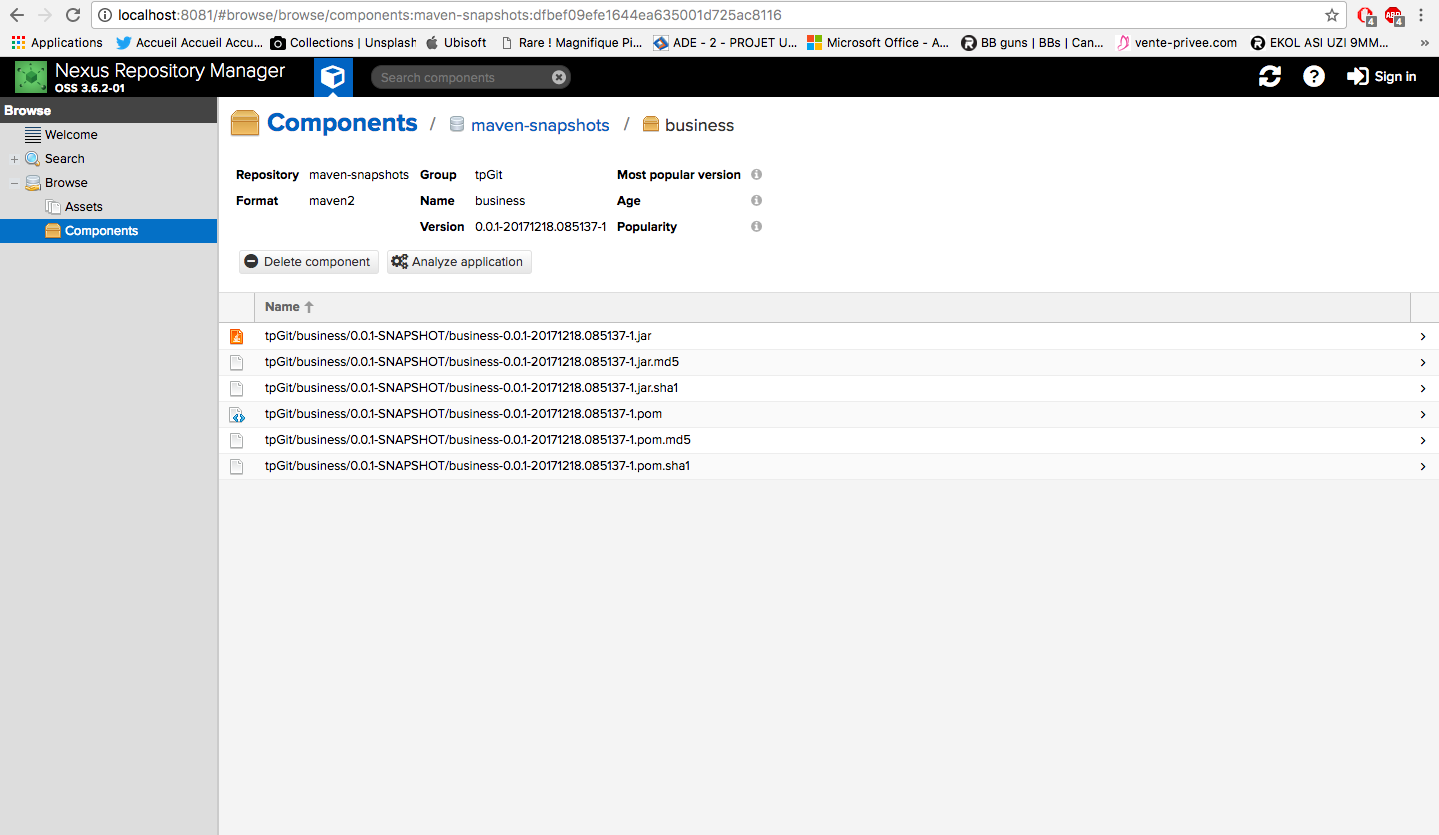 localhost:8081/#browse/browse/components:maven-snapshots:dfbef09efe1644ea635001d725ac8116
4 ABP 4
Applications Accueil Accueil Accu... Collections | Unsplash Ubisoft Rare ! Magnifique Pi... ADE - 2 - PROJET U... Microsoft Office - A... BB guns | BBs | Can... vente-privee.com EKOL ASI UZI 9MM... »
Nexus Repository Manager
OSS 3.6.2-01
Search components
Sign in
Browse
Welcome
Search
Browse
Assets
Components
Components / maven-snapshots / business
Repository maven-snapshots Group tpGit Most popular version
Format maven2 Name business Age
Version 0.0.1-20171218.085137-1 Popularity
Delete component Analyze application
Name
tpGit/business/0.0.1-SNAPSHOT/business-0.0.1-20171218.085137-1.jar
tpGit/business/0.0.1-SNAPSHOT/business-0.0.1-20171218.085137-1.jar.md5
tpGit/business/0.0.1-SNAPSHOT/business-0.0.1-20171218.085137-1.jar.sha1
tpGit/business/0.0.1-SNAPSHOT/business-0.0.1-20171218.085137-1.pom
tpGit/business/0.0.1-SNAPSHOT/business-0.0.1-20171218.085137-1.pom.md5
tpGit/business/0.0.1-SNAPSHOT/business-0.0.1-20171218.085137-1.pom.sha1